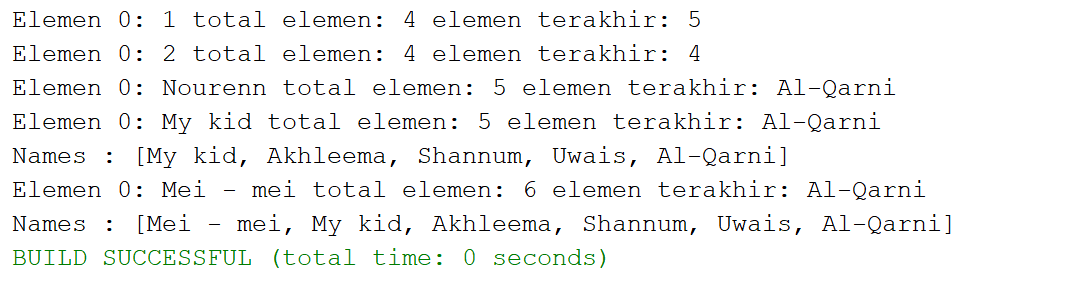 Elemen 0: 1 total elemen: 4 elemen terakhir: 5
Elemen 0: 2 total elemen: 4 elemen terakhir: 4
Elemen 0: Nourenn total elemen: 5 elemen terakhir: Al-Qarni
Elemen 0: My kid total elemen: 5 elemen terakhir: Al-Qarni
Names : [My kid, Akhleema, Shannum, Uwais, Al-Qarni]
Elemen 0: Mei - mei total elemen: 6 elemen terakhir: Al-Qarni
Names : [Mei - mei, My kid, Akhleema, Shannum, Uwais, Al-Qarni]
BUILD SUCCESSFUL (total time: 0 seconds)